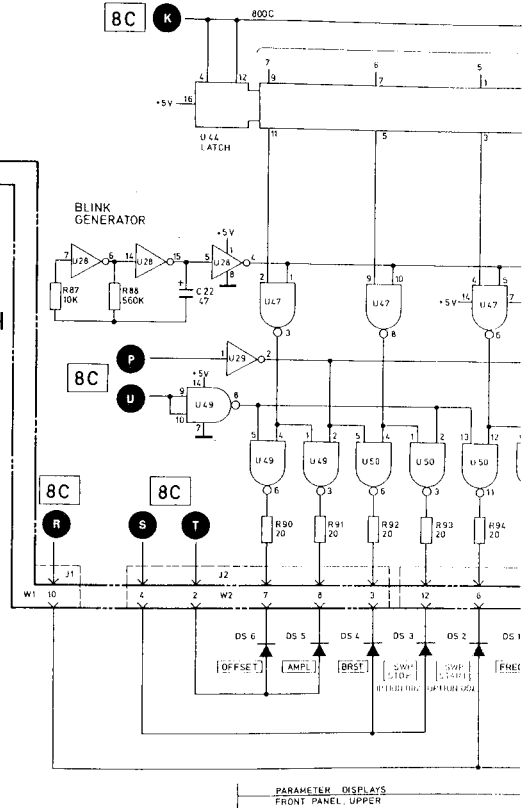 8C K 800C
7 6 5
4 12 9 7 1
+5V 16
11 5 3
U44
LATCH
BLINK
GENERATOR
+5V
7 U28 6 14 U28 15 5 U28 1 4
8
R87
10K
R88
560K
+ C22
47
2 1 9 10 4 5
U47 U47 +5V 14 U47 7
3 8 6
P 1 U29 2
8C +5V
14
U 9 U49 8
10
7
5 4 1 2 5 4 1 2 13 12
U49 U49 U50 U50 U50
6 3 6 3 11
8C 8C
R S T
R90
20
R91
20
R92
20
R93
20
R94
20
J1 J2
W1 10 4 2 W2 7 8 3 12 6
DS 6 DS 5 DS 4 DS 3 DS 2 DS 1
OFFSET AMPL BRST SWP
STOP SWP
START FREQ
PARAMETER DISPLAYS
FRONT PANEL, UPPER